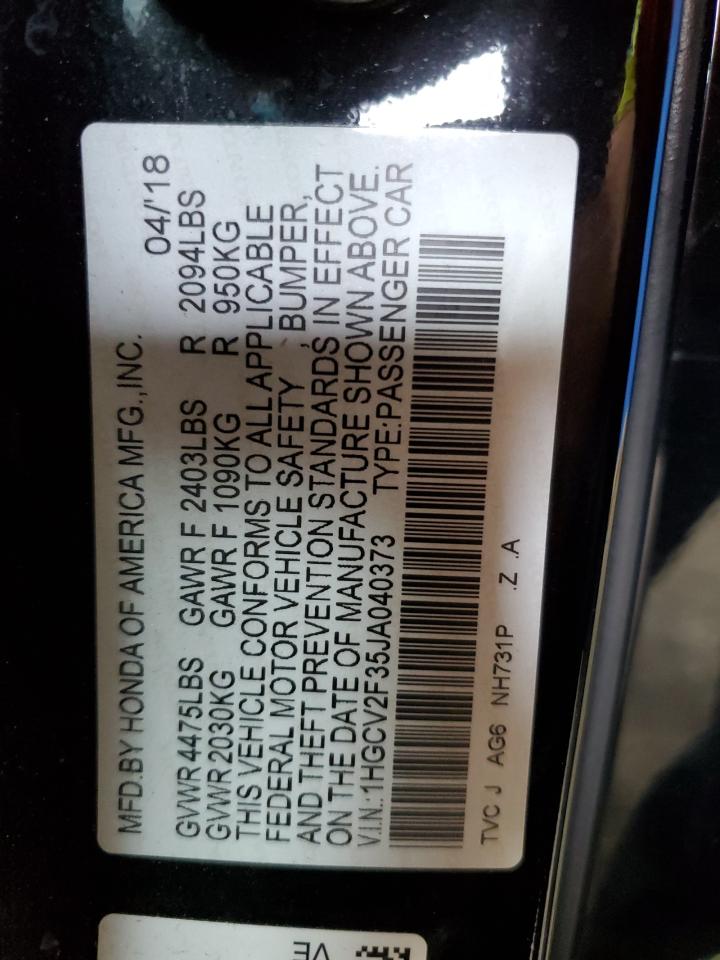 MFD.BY HONDA OF AMERICA MFG.,INC. 04/'18
GVWR 4475LBS GAWR F 2403LBS R 2094LBS
GVWR 2030KG GAWR F 1090KG R 950KG
THIS VEHICLE CONFORMS TO ALL APPLICABLE
FEDERAL MOTOR VEHICLE SAFETY , BUMPER,
AND THEFT PREVENTION STANDARDS IN EFFECT
ON THE DATE OF MANUFACTURE SHOWN ABOVE.
V.I.N.:1HGCV2F35JA040373 TYPE:PASSENGER CAR
TVC J AG6 NH731P .Z .A